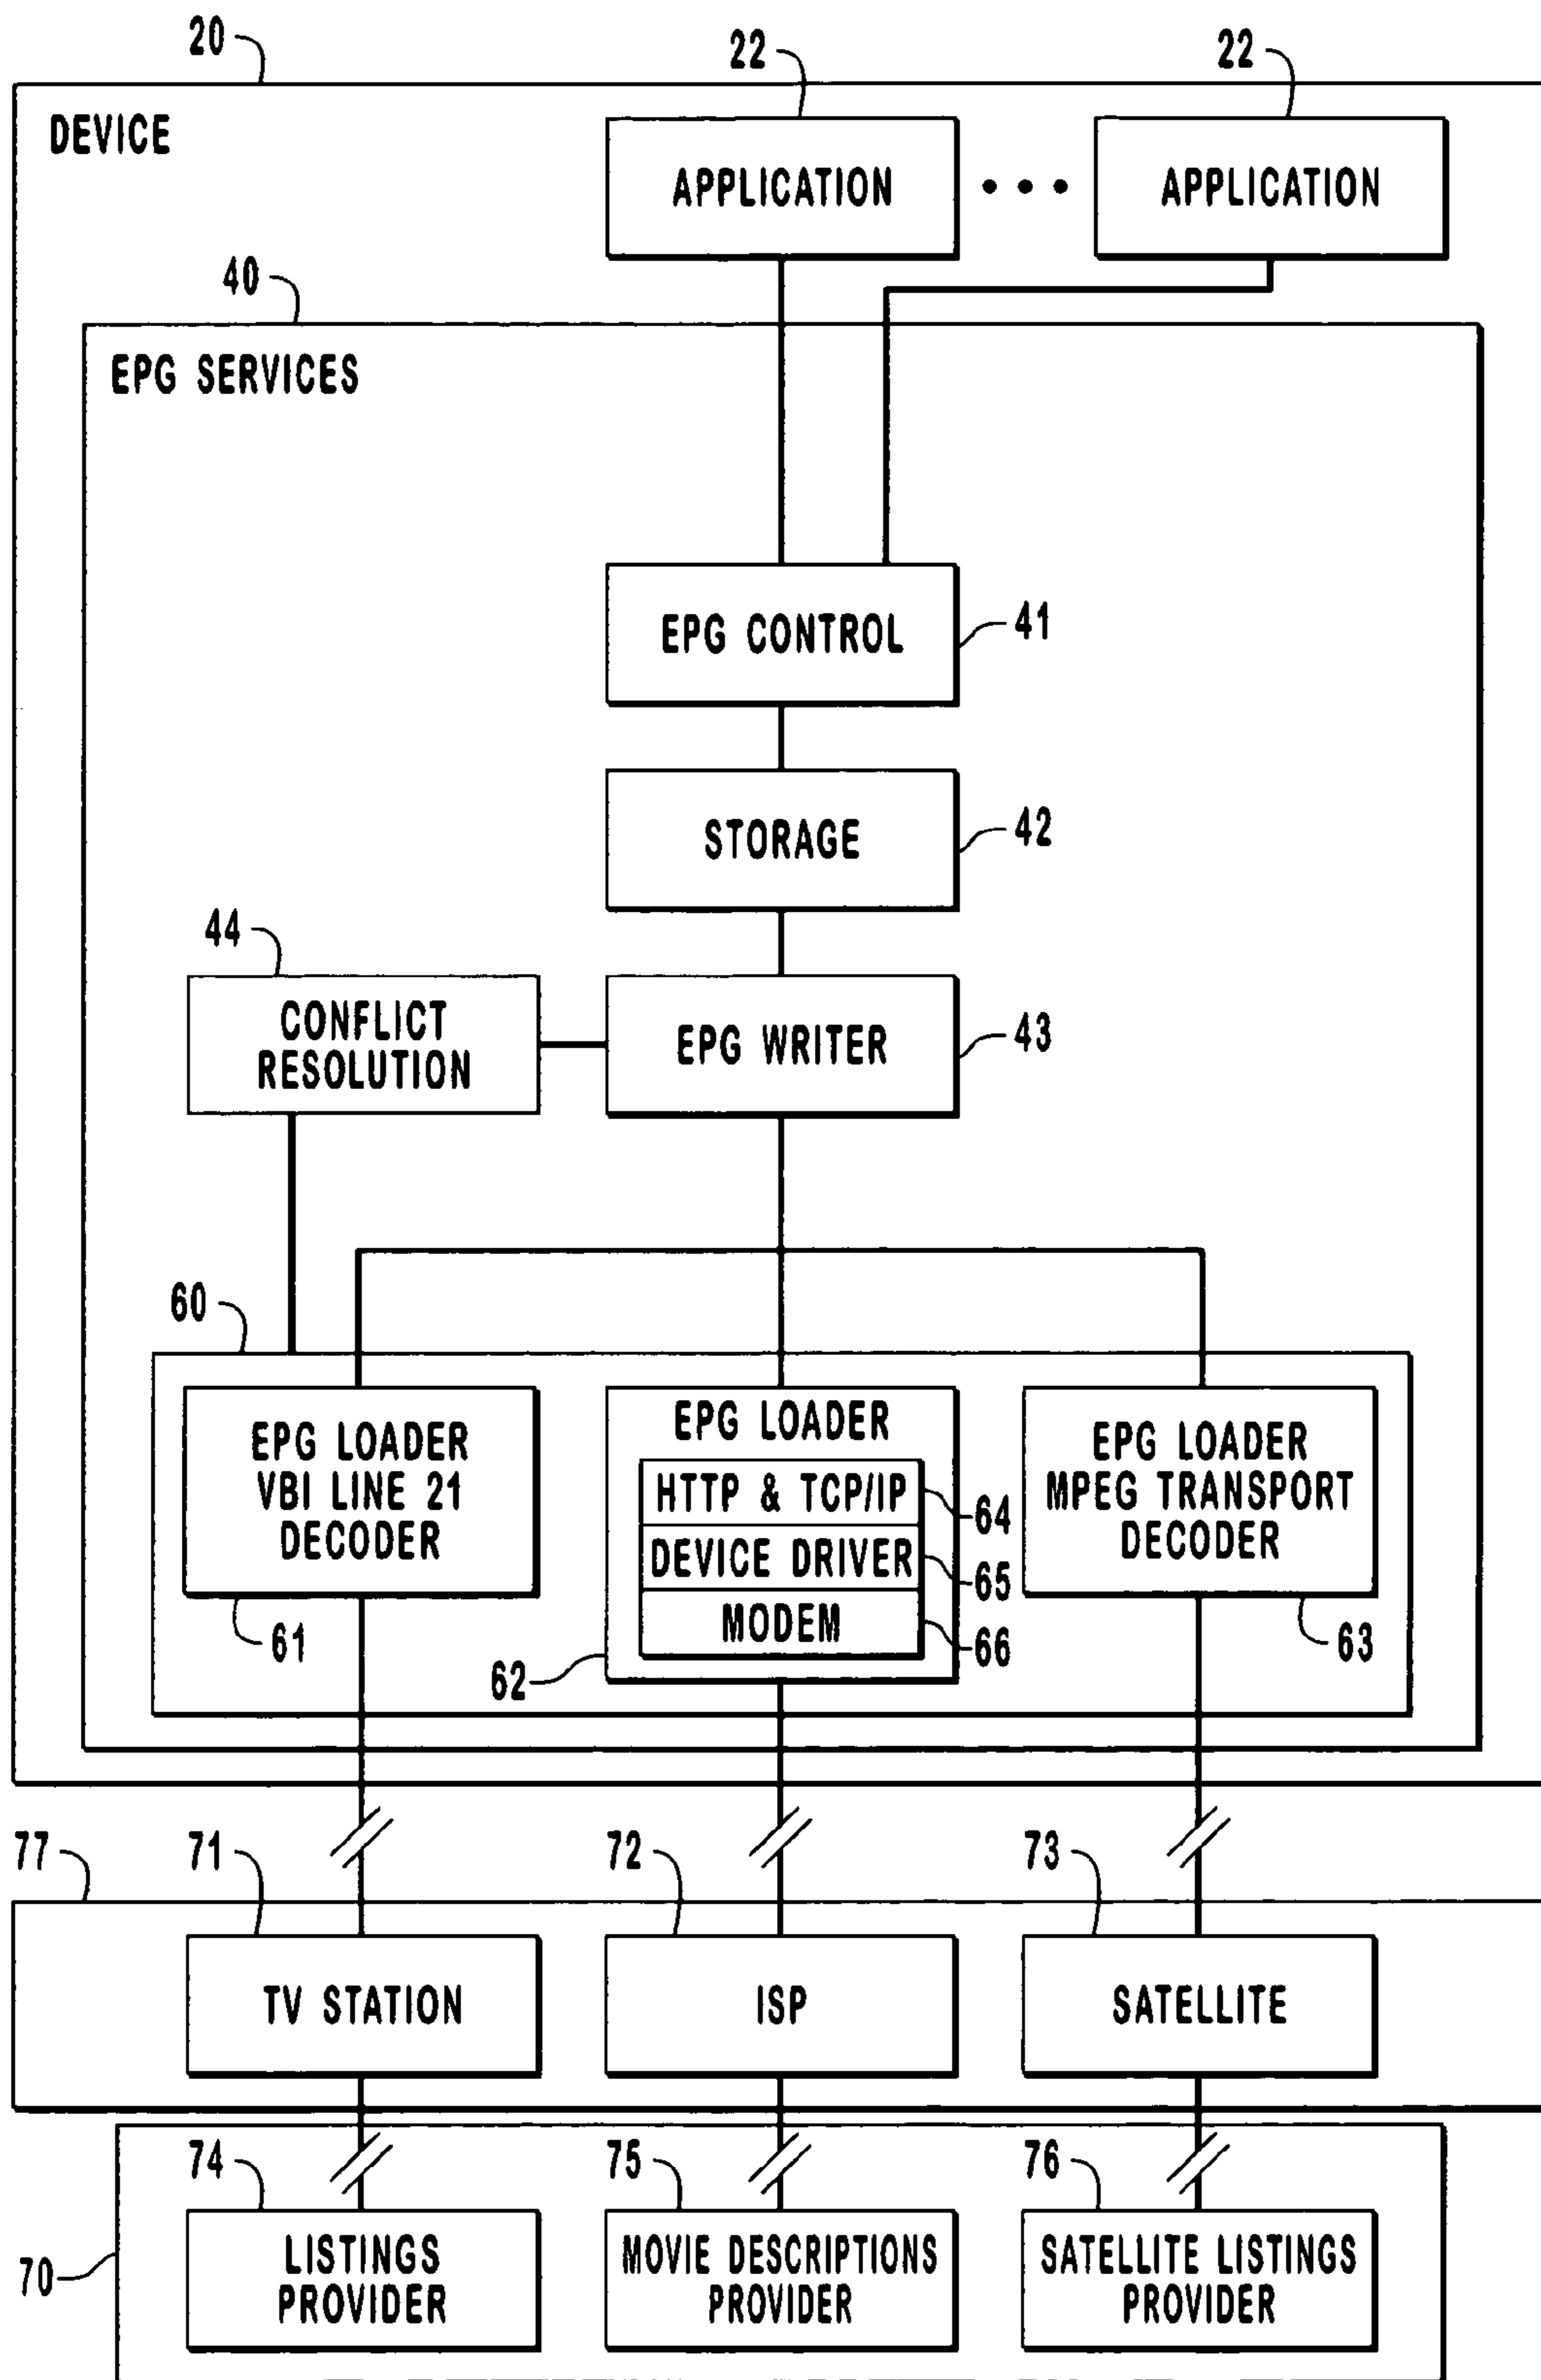 20
22
22
DEVICE
APPLICATION
• • •
APPLICATION
40
EPG SERVICES
EPG CONTROL
41
STORAGE
42
44
CONFLICT
RESOLUTION
EPG WRITER
43
60
EPG LOADER
VBI LINE 21
DECODER
61
EPG LOADER
HTTP & TCP/IP
64
DEVICE DRIVER
65
MODEM
66
62
EPG LOADER
MPEG TRANSPORT
DECODER
63
77
71
72
73
TV STATION
ISP
SATELLITE
74
75
76
70
LISTINGS
PROVIDER
MOVIE DESCRIPTIONS
PROVIDER
SATELLITE LISTINGS
PROVIDER